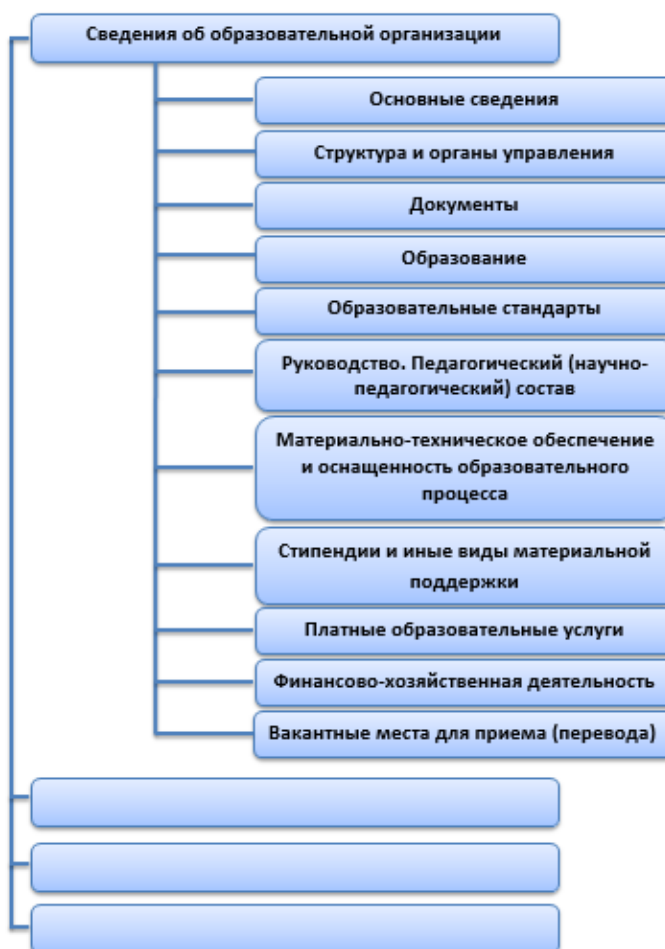 Сведения об образовательной организации
Основные сведения
Структура и органы управления
Документы
Образование
Образовательные стандарты
Руководство. Педагогический (научно-
педагогический) состав
Материально-техническое обеспечение
и оснащенность образовательного
процесса
Стипендии и иные виды материальной
поддержки
Платные образовательные услуги
Финансово-хозяйственная деятельность
Вакантные места для приема (перевода)